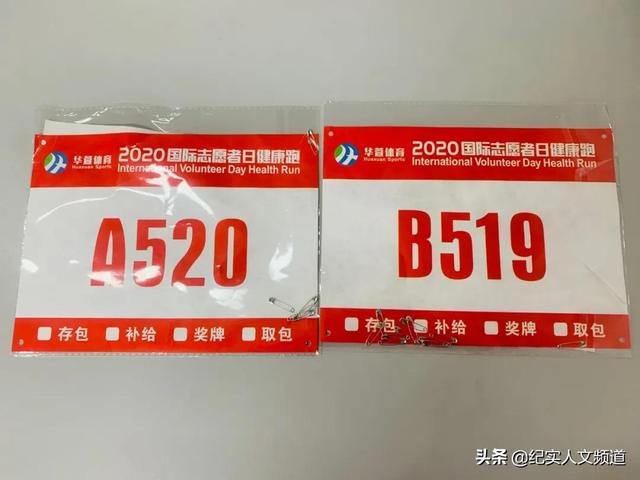 华萱体育
Huaxuan Sports
2020国际志愿者日健康跑
International Volunteer Day Health Run
A520
存包 补给 奖牌 取包
华萱体育
Huaxuan Sports
2020国际志愿者日健康跑
International Volunteer Day Health Run
B519
存包 补给 奖牌 取包
头条 @纪实人文频道